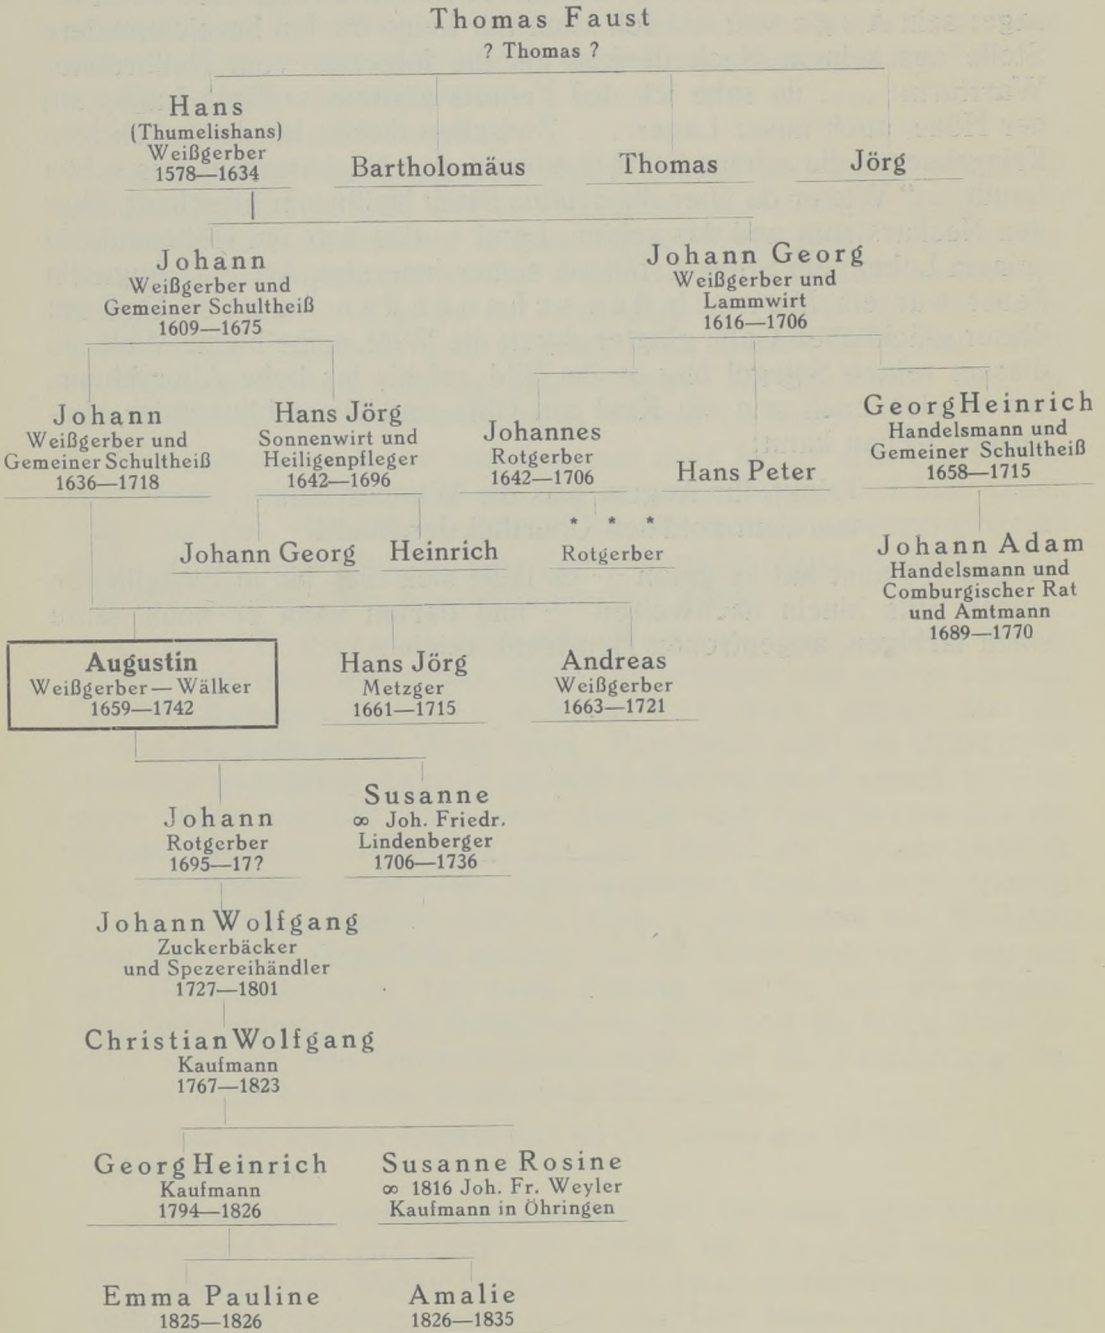 Thomas Faust
? Thomas ?
Hans
(Thumelishans)
Weißgerber
1578—1634
Bartholomäus
Thomas
Jörg
Johann
Weißgerber und
Gemeiner Schultheiß
1609—1675
Johann Georg
Weißgerber und
Lammwirt
1616—1706
Johann
Weißgerber und
Gemeiner Schultheiß
1636—1718
Hans Jörg
Sonnenwirt und
Heiligenpfleger
1642—1696
Johannes
Rotgerber
1642—1706
Hans Peter
Georg Heinrich
Handelsmann und
Gemeiner Schultheiß
1658—1715
Johann Georg
Heinrich
* * *
Rotgerber
Johann Adam
Handelsmann und
Comburgischer Rat
und Amtmann
1689—1770
Augustin
Weißgerber — Wälker
1659—1742
Hans Jörg
Metzger
1661—1715
Andreas
Weißgerber
1663—1721
Johann
Rotgerber
1695—17?
Susanne
∞ Joh. Friedr.
Lindenberger
1706—1736
Johann Wolfgang
Zuckerbäcker
und Spezereihändler
1727—1801
Christian Wolfgang
Kaufmann
1767—1823
Georg Heinrich
Kaufmann
1794—1826
Susanne Rosine
∞ 1816 Joh. Fr. Weyler
Kaufmann in Öhringen
Emma Pauline
1825—1826
Amalie
1826—1835